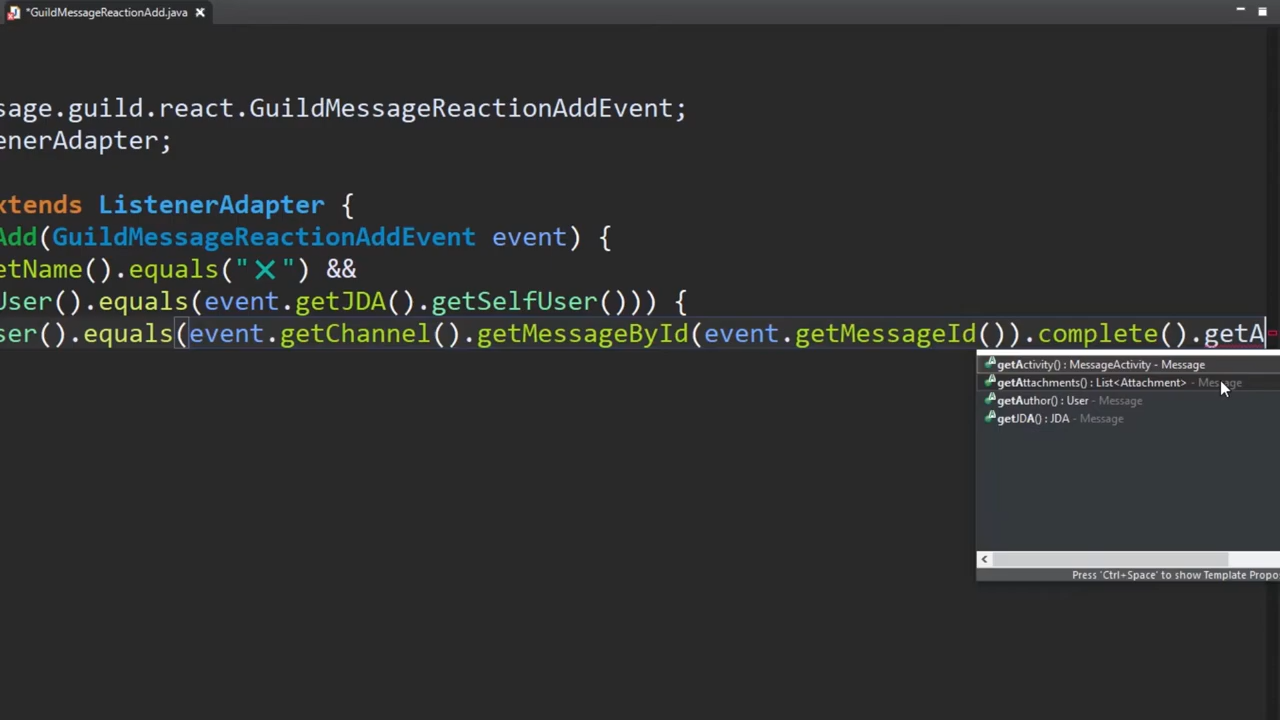 *GuildMessageReactionAdd.java
sage.guild.react.GuildMessageReactionAddEvent;
enerAdapter;
xtends ListenerAdapter {
Add(GuildMessageReactionAddEvent event) {
etName().equals("❌") &&
User().equals(event.getJDA().getSelfUser())) {
ser().equals(event.getChannel().getMessageById(event.getMessageId()).complete().getA
getActivity() : MessageActivity - Message
getAttachments() : List<Attachment> - Message
getAuthor() : User - Message
getJDA() : JDA - Message
Press 'Ctrl+Space' to show Template Propo